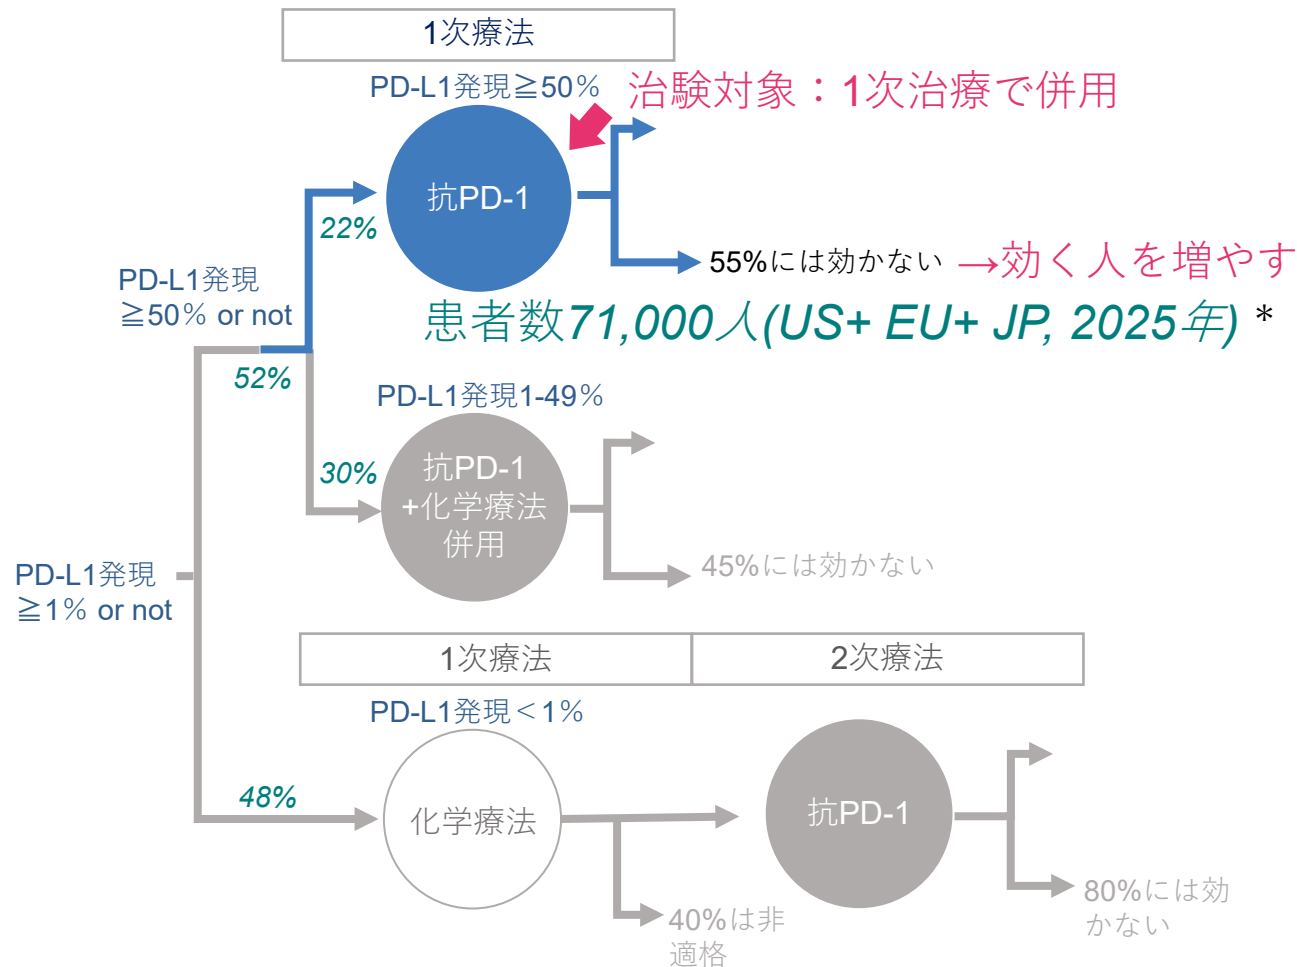 1次療法
PD-L1発現≧50%
治験対象：1次治療で併用
抗PD-1
22%
55%には効かない →効く人を増やす
PD-L1発現
≧50% or not
患者数71,000人(US+ EU+ JP, 2025年) *
52%
PD-L1発現1-49%
30%
抗PD-1
+化学療法
併用
45%には効かない
PD-L1発現
≧1% or not
1次療法
2次療法
PD-L1発現＜1%
48%
化学療法
抗PD-1
40%は非
適格
80%には効
かない